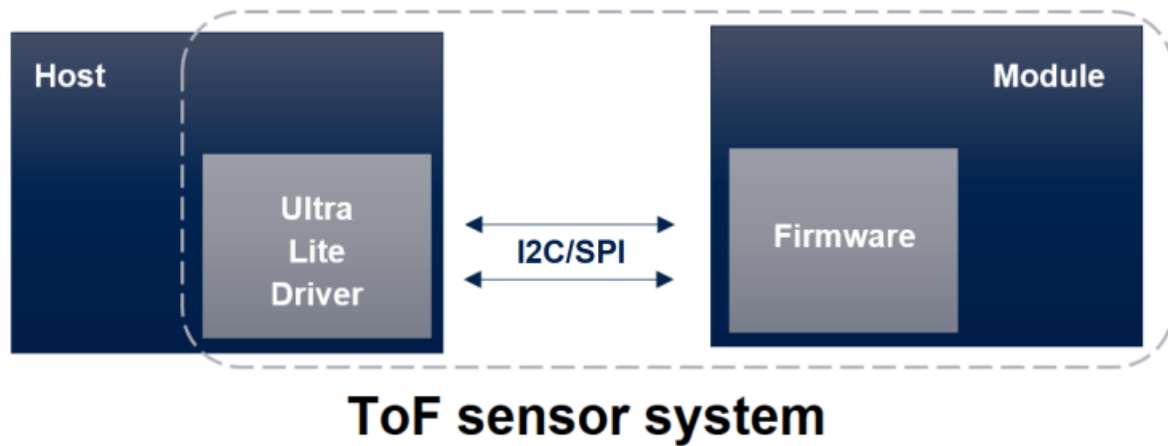 Host
Module
Ultra
Lite
Driver
I2C/SPI
Firmware
ToF sensor system